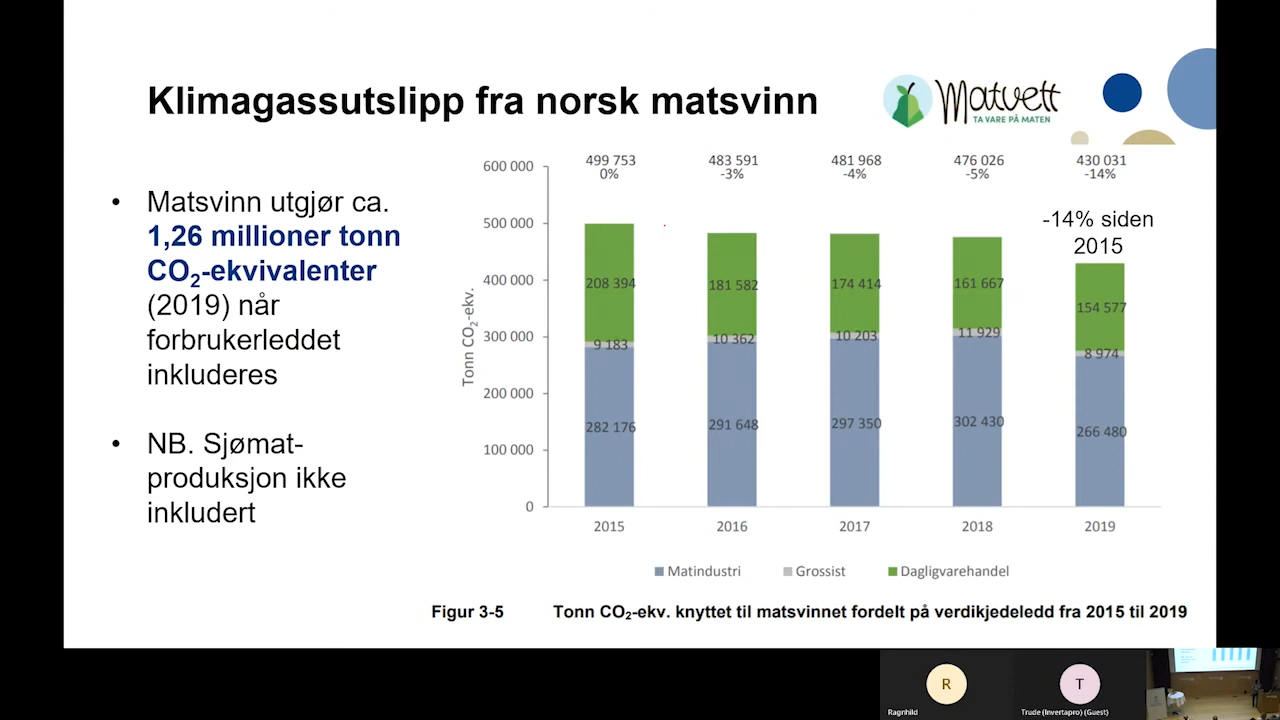 Klimagassutslipp fra norsk matsvinn
Matvett
TA VARE PÅ MATEN
• Matsvinn utgjør ca.
1,26 millioner tonn
CO₂-ekvivalenter
(2019) når
forbrukerleddet
inkluderes
• NB. Sjømat-
produksjon ikke
inkludert
499 753 483 591 481 968 476 026 430 031
0% -3% -4% -5% -14%
-14% siden
2015
Tonn CO₂-ekv.
600 000
500 000
400 000
300 000
200 000
100 000
0
208 394 181 582 174 414 161 667 154 577
9 183 10 362 10 203 11 929 8 974
282 176 291 648 297 350 302 430 266 480
2015 2016 2017 2018 2019
Matindustri Grossist Dagligvarehandel
Figur 3-5 Tonn CO₂-ekv. knyttet til matsvinnet fordelt på verdikjedeledd fra 2015 til 2019
R T
Ragnhild Trude (Invertapro) (Guest)